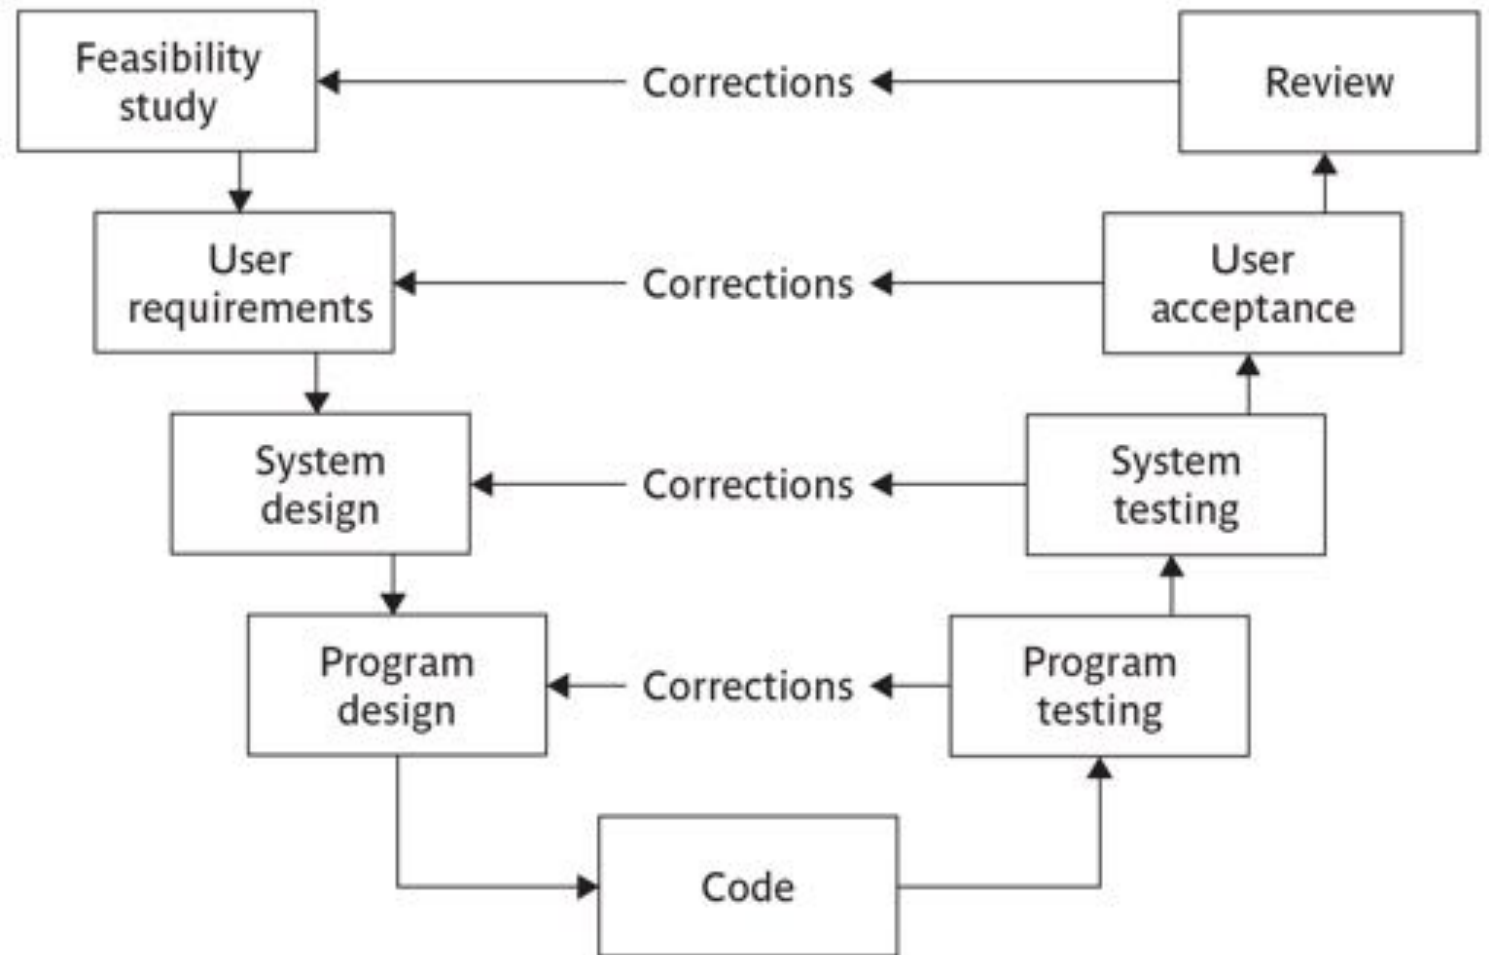 Feasibility
study
Corrections
Review
User
requirements
Corrections
User
acceptance
System
design
Corrections
System
testing
Program
design
Corrections
Program
testing
Code